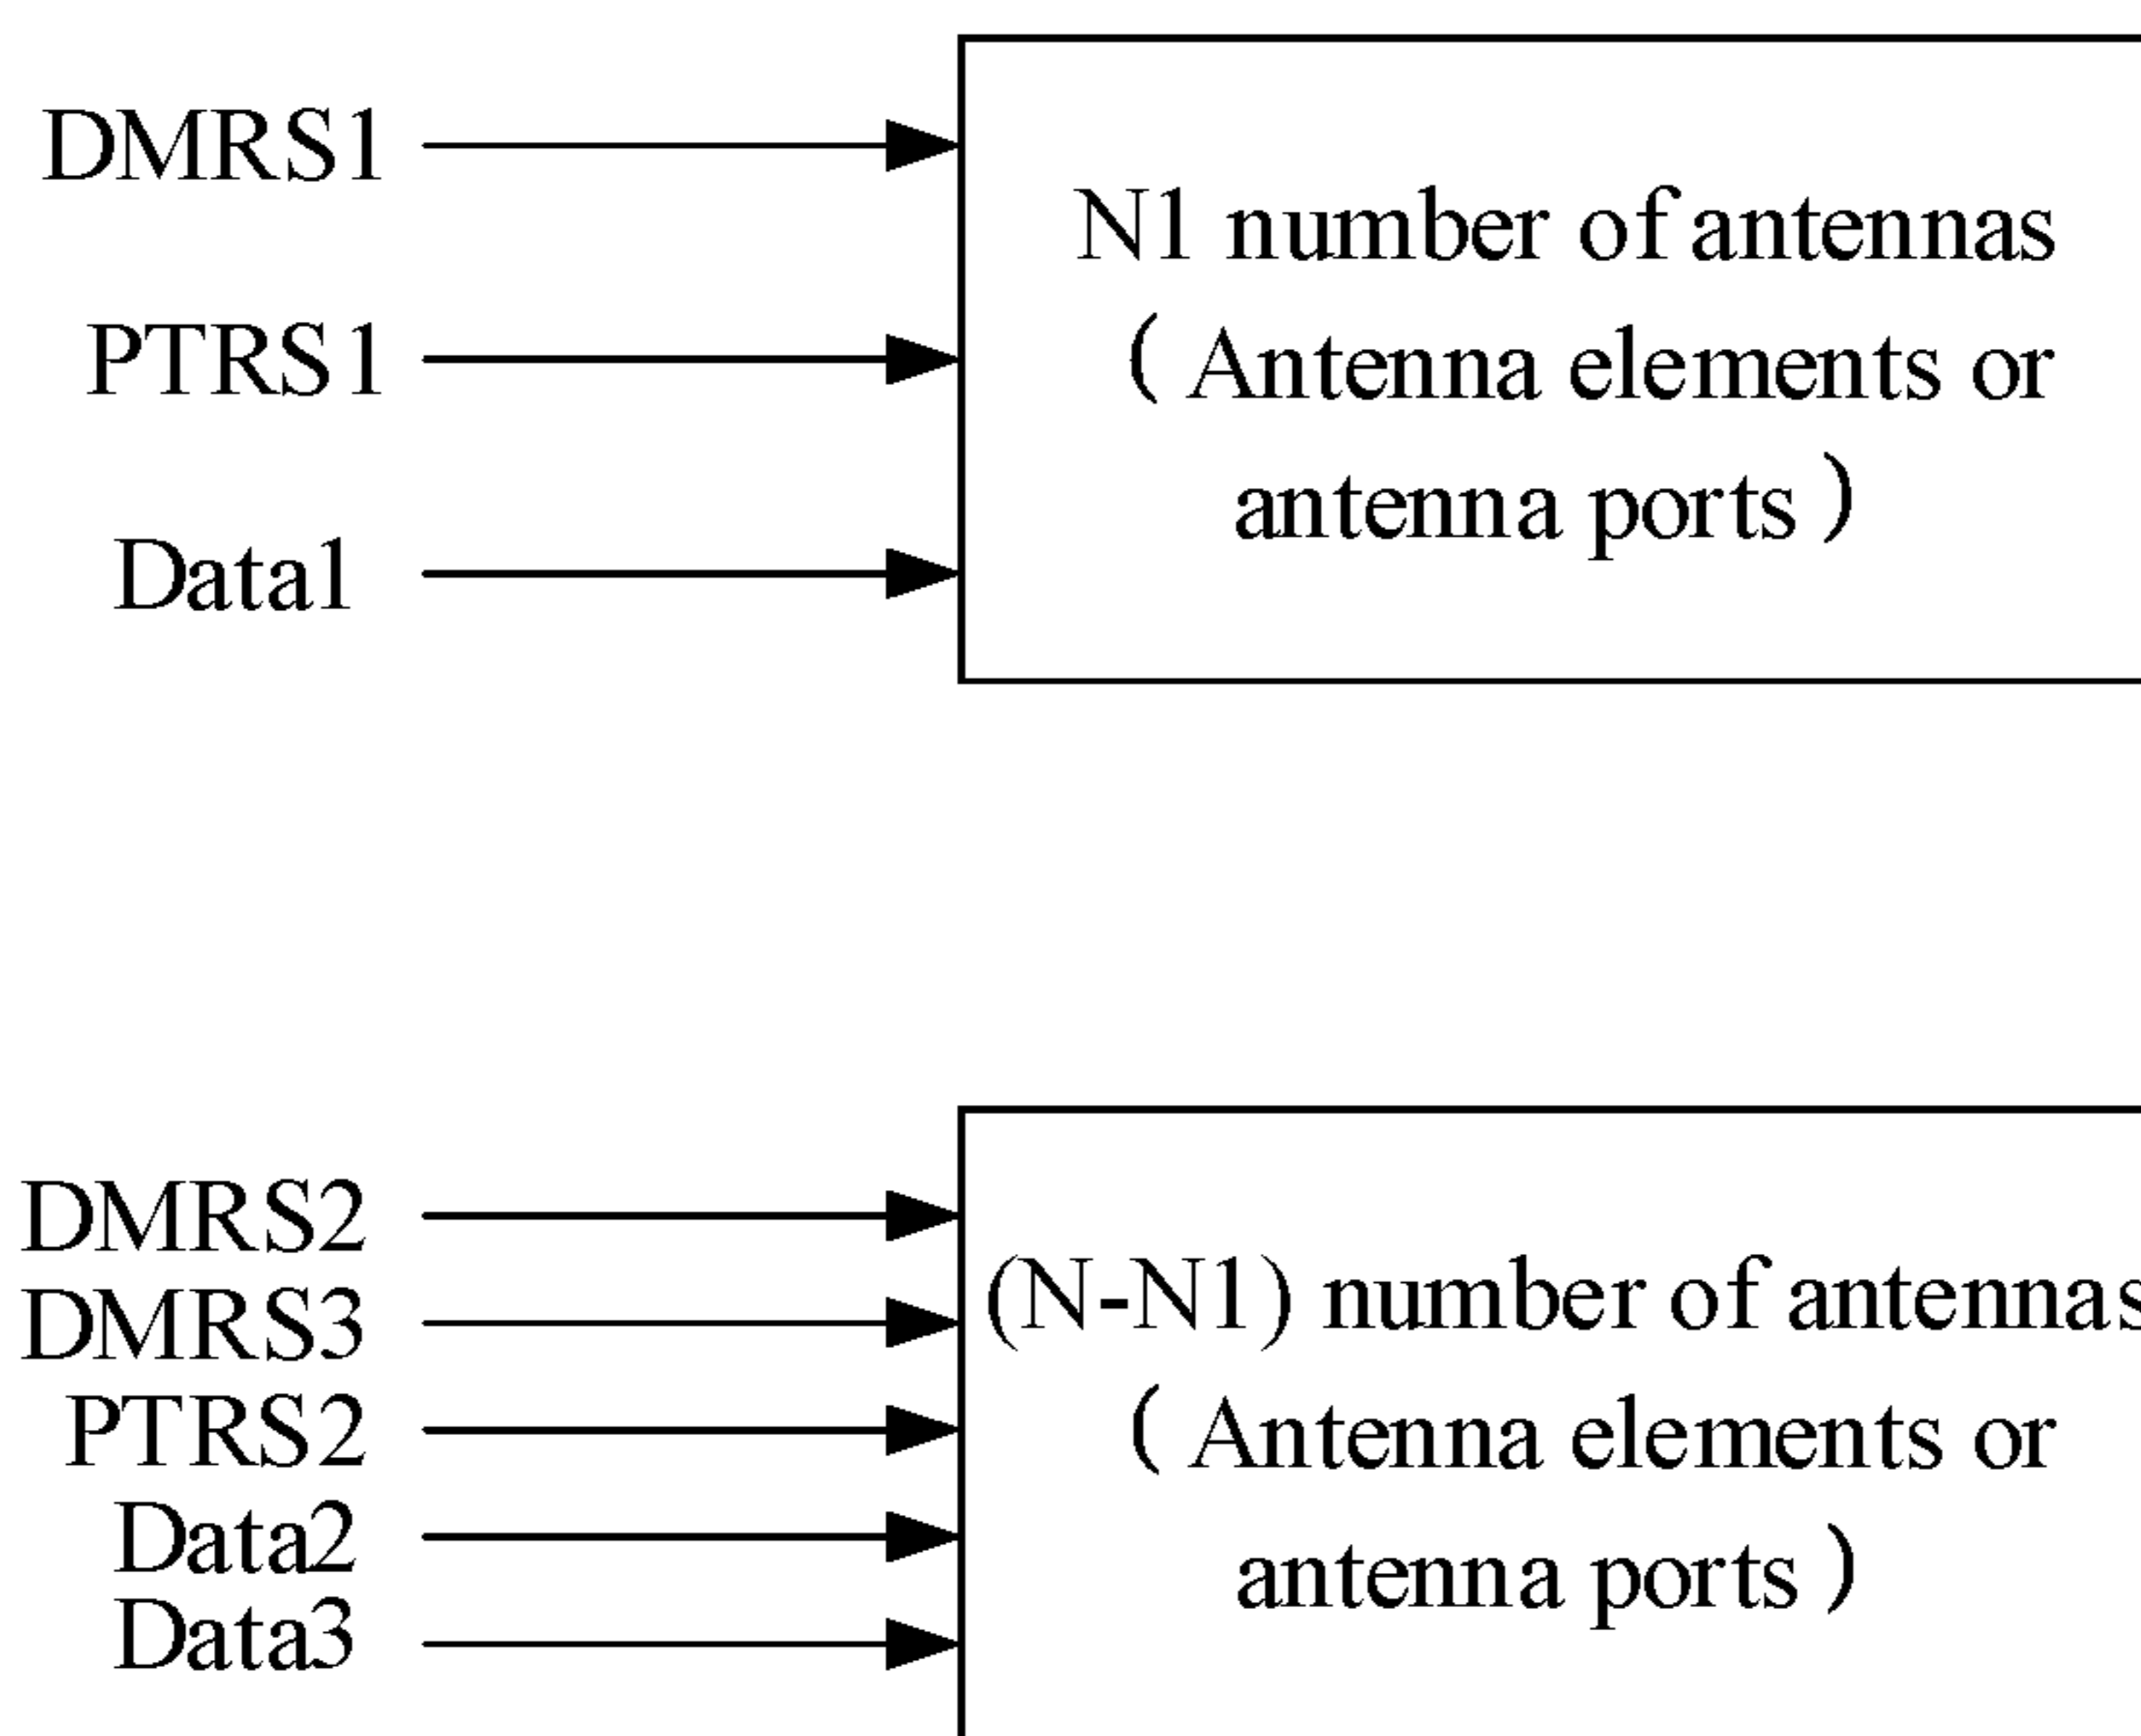 DMRS1
PTRS1
Data1
N1 number of antennas
( Antenna elements or
antenna ports )
DMRS2
DMRS3
PTRS2
Data2
Data3
(N-N1) number of antennas
( Antenna elements or
antenna ports )